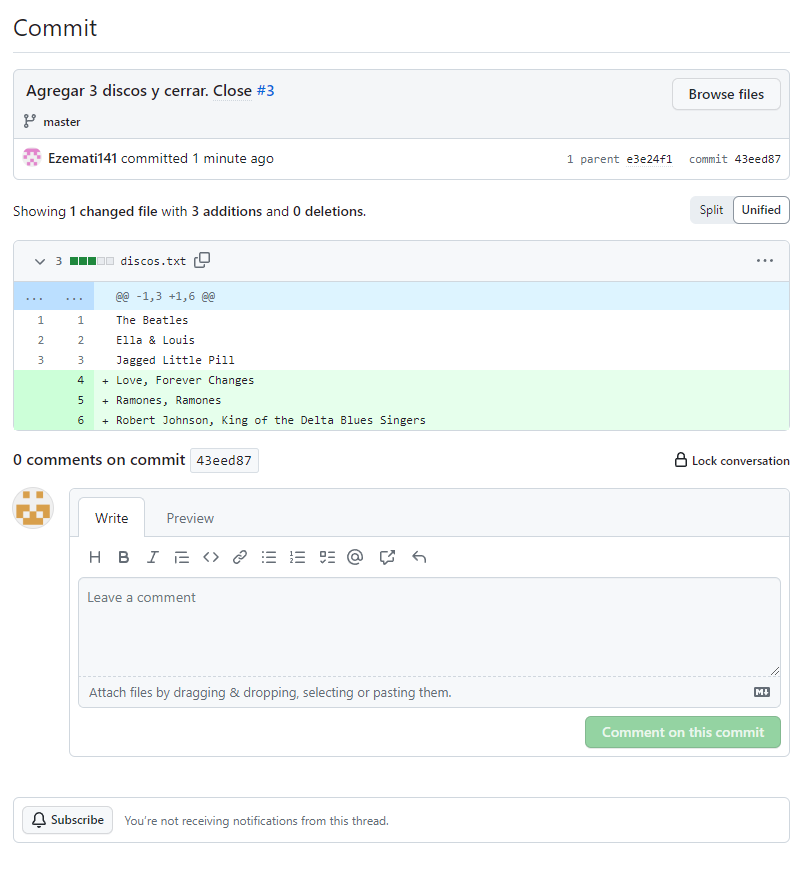 Commit
Agregar 3 discos y cerrar. Close #3
Browse files
master
Ezemati141 committed 1 minute ago
1 parent e3e24f1 commit 43eed87
Showing 1 changed file with 3 additions and 0 deletions.
Split Unified
3 discos.txt
... ... @@ -1,3 +1,6 @@
1 1 The Beatles
2 2 Ella & Louis
3 3 Jagged Little Pill
4 + Love, Forever Changes
5 + Ramones, Ramones
6 + Robert Johnson, King of the Delta Blues Singers
0 comments on commit 43eed87
Lock conversation
Write Preview
Leave a comment
Attach files by dragging & dropping, selecting or pasting them.
Comment on this commit
Subscribe You're not receiving notifications from this thread.